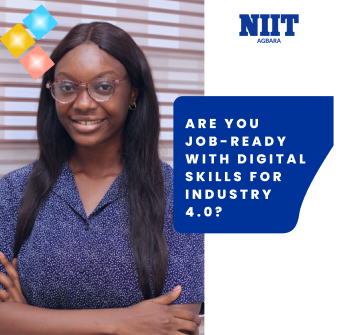 NIIT
AGBARA
ARE YOU
JOB-READY
WITH DIGITAL
SKILLS FOR
INDUSTRY
4.0?